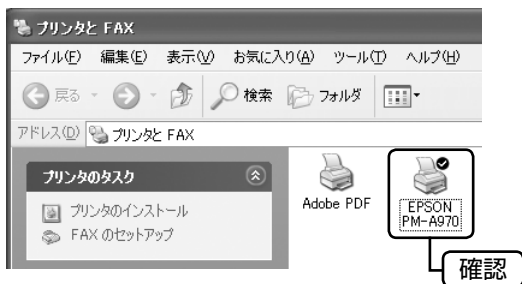 プリンタと FAX
ファイル(F) 編集(E) 表示(V) お気に入り(A) ツール(T) ヘルプ(H)
戻る 検索 フォルダ
アドレス(D) プリンタと FAX
プリンタのタスク
プリンタのインストール
FAX のセットアップ
Adobe PDF
EPSON
PM-A970
確認